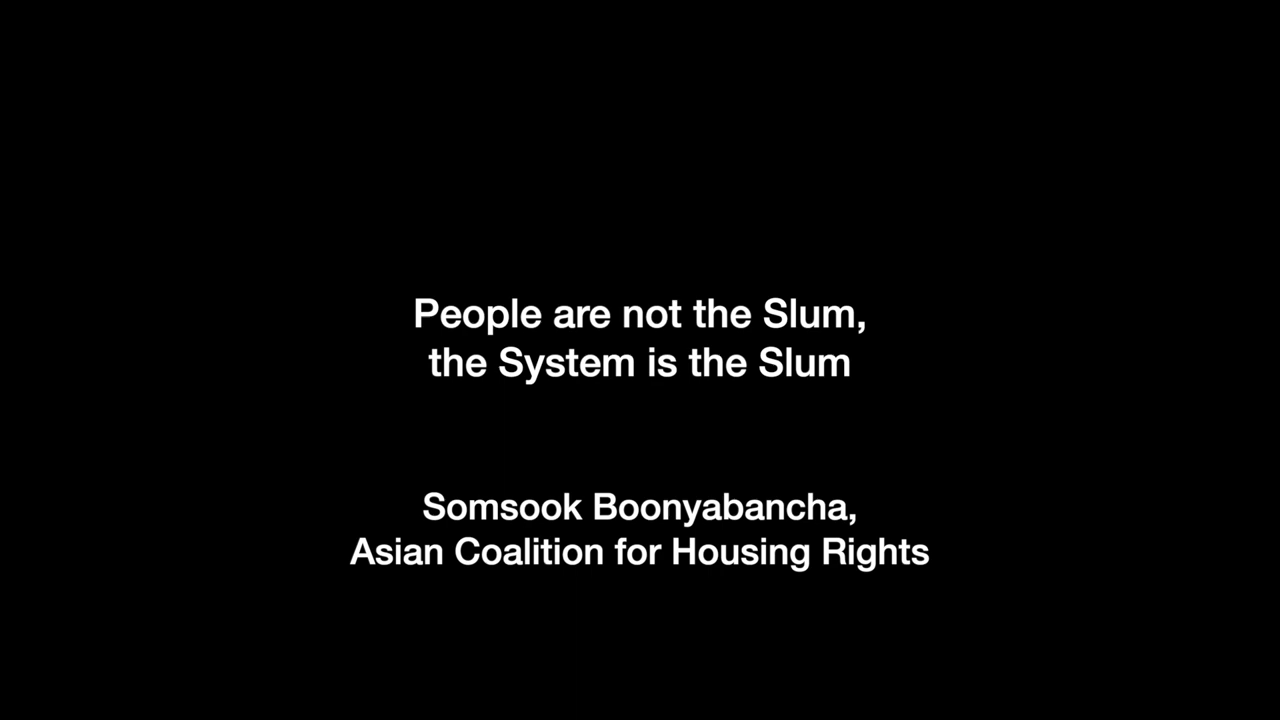 People are not the Slum,
the System is the Slum
Somsook Boonyabancha,
Asian Coalition for Housing Rights